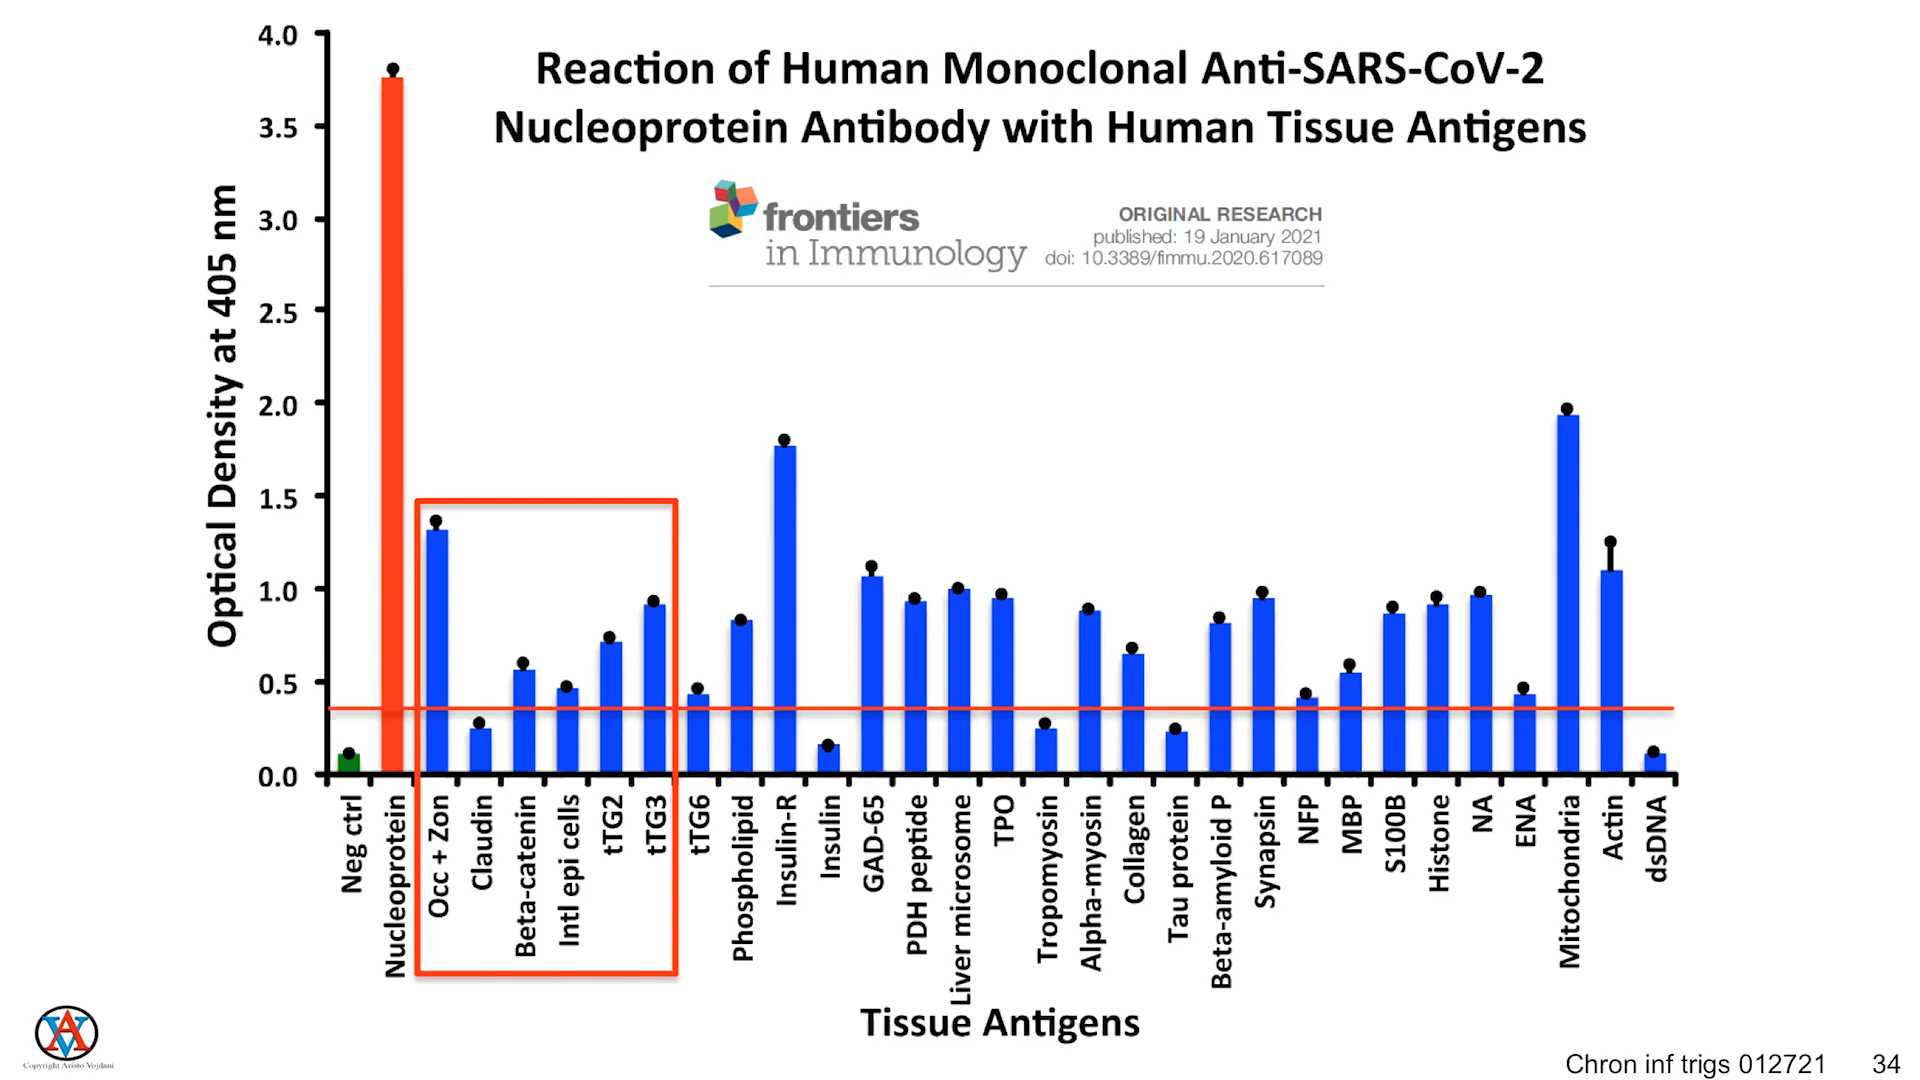 Reaction of Human Monoclonal Anti-SARS-CoV-2
Nucleoprotein Antibody with Human Tissue Antigens
frontiers
in Immunology
ORIGINAL RESEARCH
published: 19 January 2021
doi: 10.3389/fimmu.2020.617089
Optical Density at 405 nm
4.0
3.5
3.0
2.5
2.0
1.5
1.0
0.5
0.0
Neg ctrl
Nucleoprotein
Occ + Zon
Claudin
Beta-catenin
Intl epi cells
tTG2
tTG3
tTG6
Phospholipid
Insulin-R
Insulin
GAD-65
PDH peptide
Liver microsome
TPO
Tropomyosin
Alpha-myosin
Collagen
Tau protein
Beta-amyloid P
Synapsin
NFP
MBP
S100B
Histone
NA
ENA
Mitochondria
Actin
dsDNA
Tissue Antigens
AV
Copyright Aristo Vojdani
Chron inf trigs 012721
34